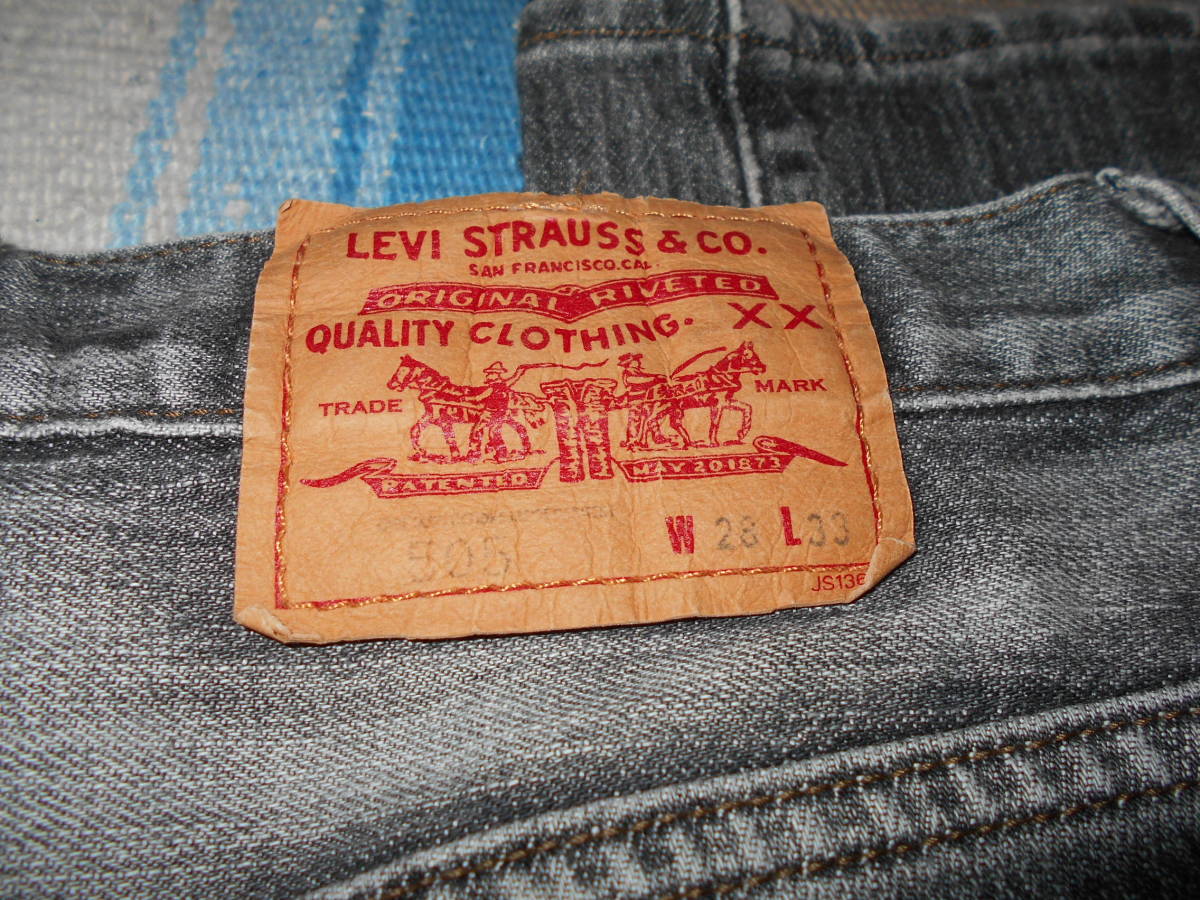 LEVI STRAUSS & CO.
SAN FRANCISCO.CAL.
ORIGINAL RIVETED
QUALITY CLOTHING. XX
TRADE MARK
PATENTED MAY 20 1873
505 W 28 L 33
JS136